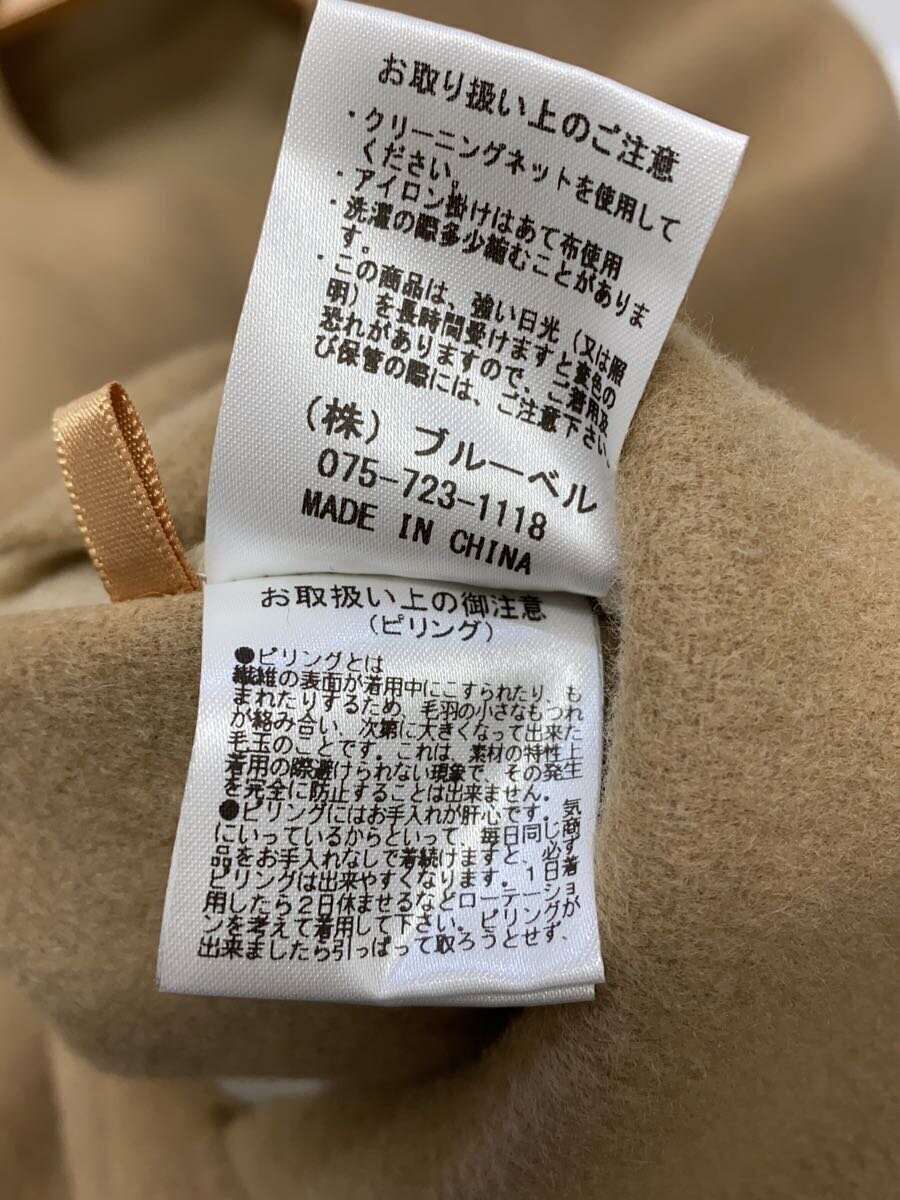 お取り扱い上のご注意
・クリーニングネットを使用して
ください。
・アイロン掛けはあて布使用
・洗濯の際多少縮むことがありま
す。
・この商品は、強い日光(又は照
明)を長時間受けますと変色の
恐れがありますので、ご着用及
び保管の際には、ご注意下さい。
(株)ブルーベル
075-723-1118
MADE IN CHINA
お取扱い上の御注意
(ピリング)
●ピリングとは
繊維の表面が着用中にこすられたり、も
まれたりするため、毛羽の小さなもつれ
が絡み合い、次第に大きくなって出来た
毛玉のことです. これは、素材の特性上
着用の際避けられない現象で、その発生
を完全に防止することは出来ません.
●ピリングにはお手入れが肝心です. 気
にいっているからといって、毎日同じ商
品をお手入れなしで着続けますと、必ず
ピリングは出来やすくなります. 1日着
用したら2日休ませるなどローテーショ
ンを考えて着用して下さい. ピリングが
出来ましたら引っぱって取ろうとせず、